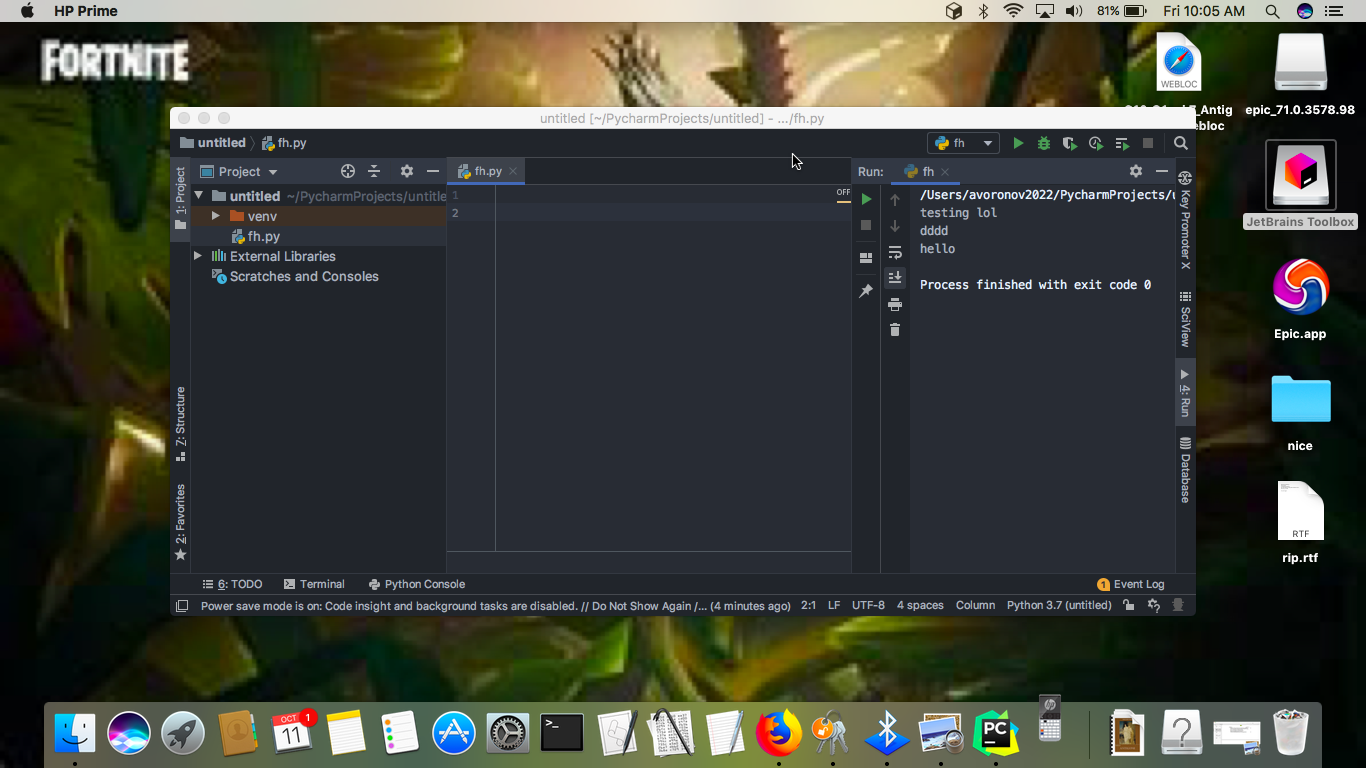 HP Prime
81%
Fri 10:05 AM
FORTNITE
WEBLOC
epic_71.0.3578.98
JetBrains Toolbox
Epic.app
nice
RTF
rip.rtf
untitled [~/PycharmProjects/untitled] - .../fh.py
untitled
fh.py
fh
1: Project
Project
untitled ~/PycharmProjects/untitle
venv
fh.py
External Libraries
Scratches and Consoles
7: Structure
2: Favorites
fh.py
1
2
OFF
Run:
fh
/Users/avoronov2022/PycharmProjects/
testing lol
dddd
hello
Process finished with exit code 0
Key Promoter X
SciView
4: Run
Database
6: TODO
Terminal
Python Console
1
Event Log
Power save mode is on: Code insight and background tasks are disabled. // Do Not Show Again /... (4 minutes ago)
2:1
LF
UTF-8
4 spaces
Column
Python 3.7 (untitled)
OCT
1
11
>_
PC
hp
?